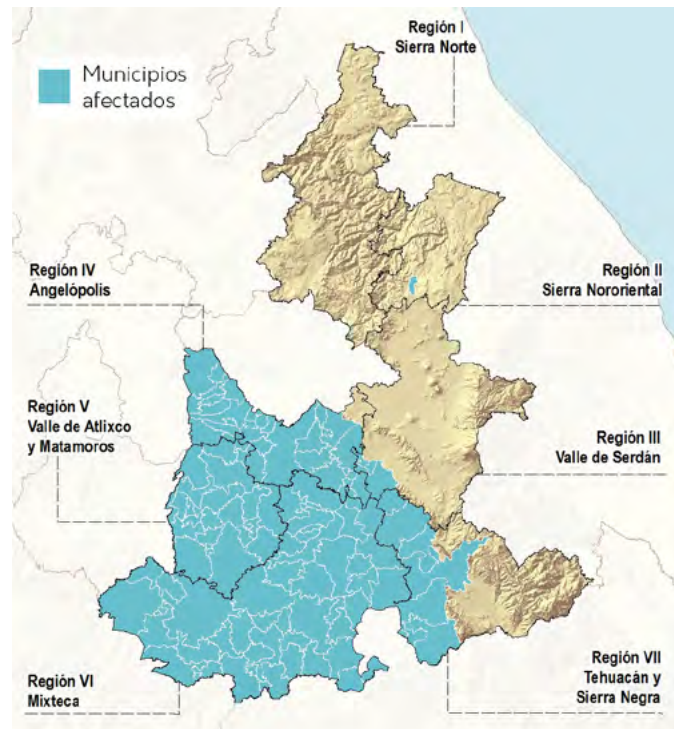 Región I
Sierra Norte
Municipios
afectados
Región IV
Angelópolis
Región II
Sierra Nororiental
Región V
Valle de Atlixco
y Matamoros
Región III
Valle de Serdán
Región VI
Mixteca
Región VII
Tehuacán y
Sierra Negra